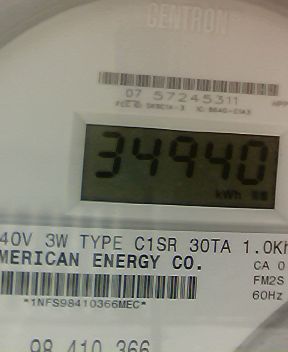 CENTRON
07 57245311
34940
kWh
40V 3W TYPE C1SR 30TA 1.0Kh
MERICAN ENERGY CO.
CA 0
FM2S
*1NFS98410366MEC*
60Hz
98 410 366